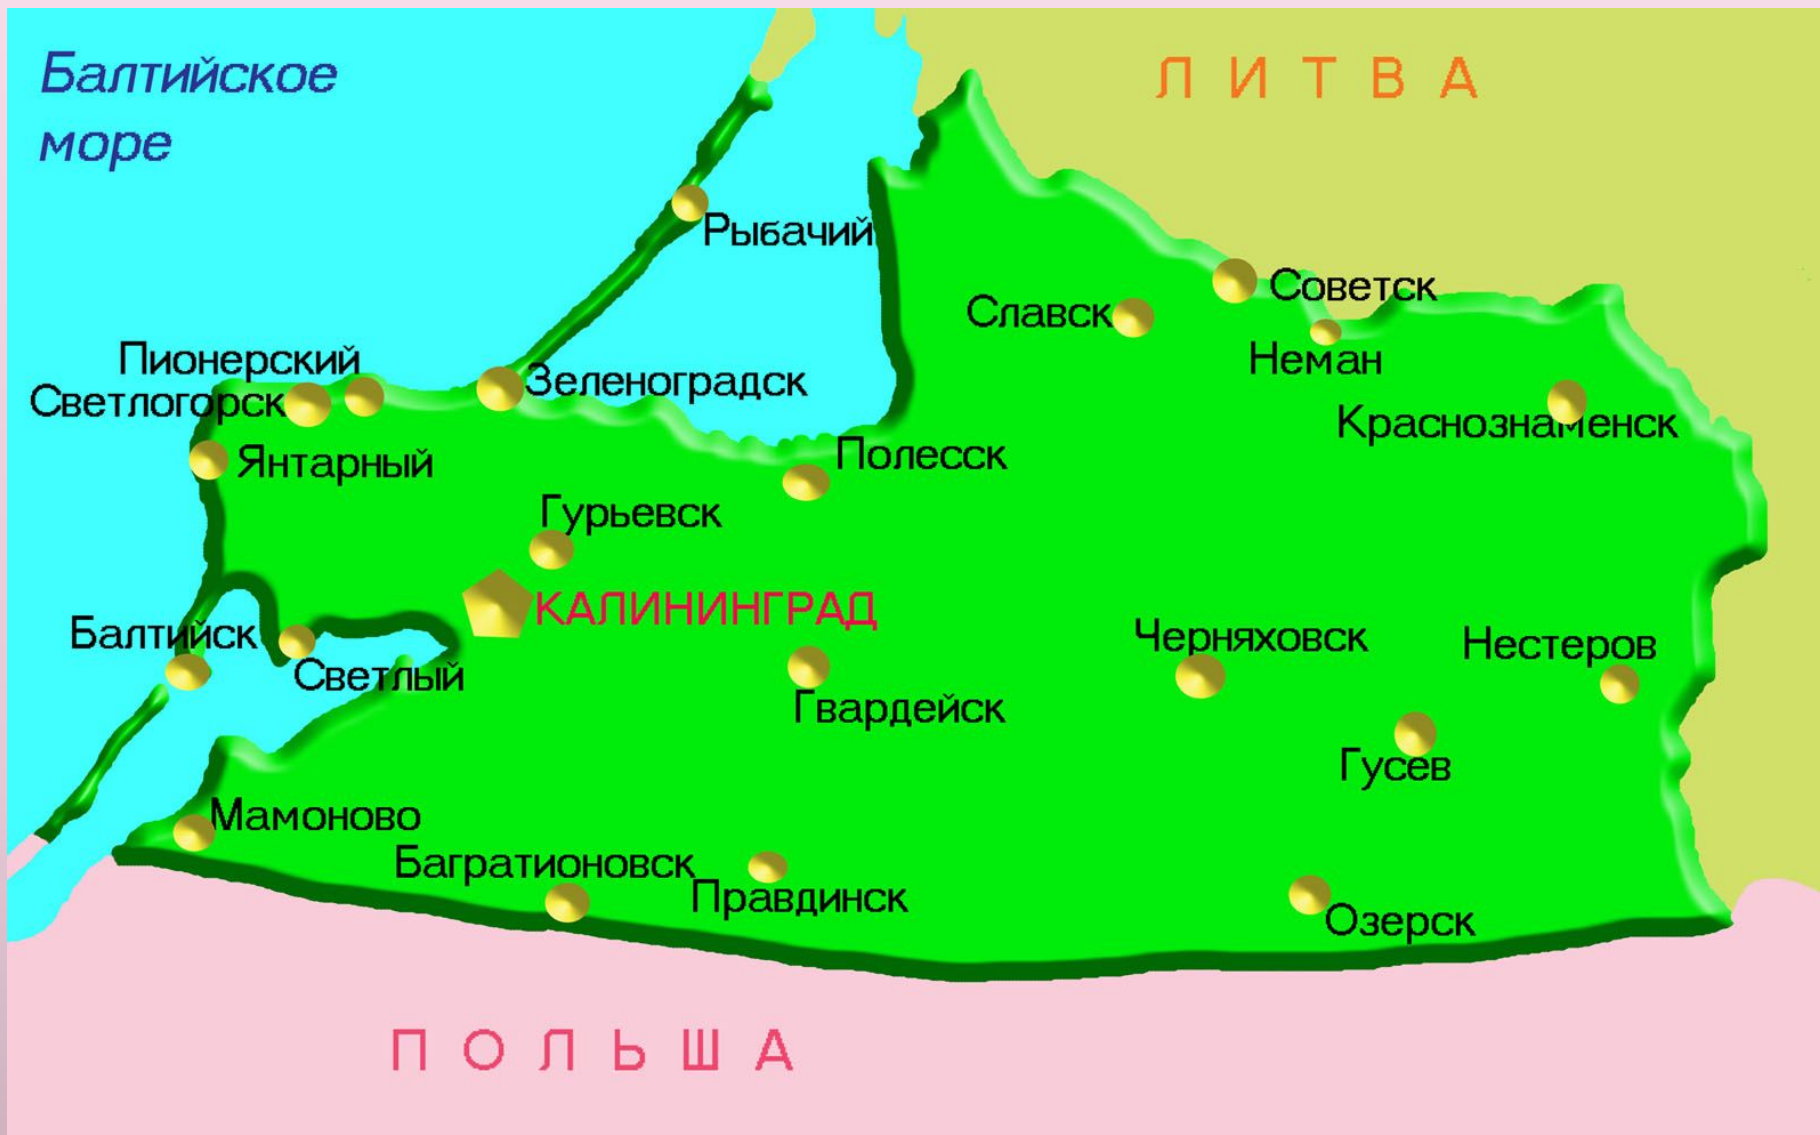 Балтийское
море
ЛИТВА
Рыбачий
Советск
Славск
Неман
Пионерский
Зеленоградск
Светлогорск
Краснознаменск
Янтарный
Полесск
Гурьевск
КАЛИНИНГРАД
Балтийск
Черняховск
Нестеров
Светлый
Гвардейск
Гусев
Мамоново
Багратионовск
Правдинск
Озерск
ПОЛЬША